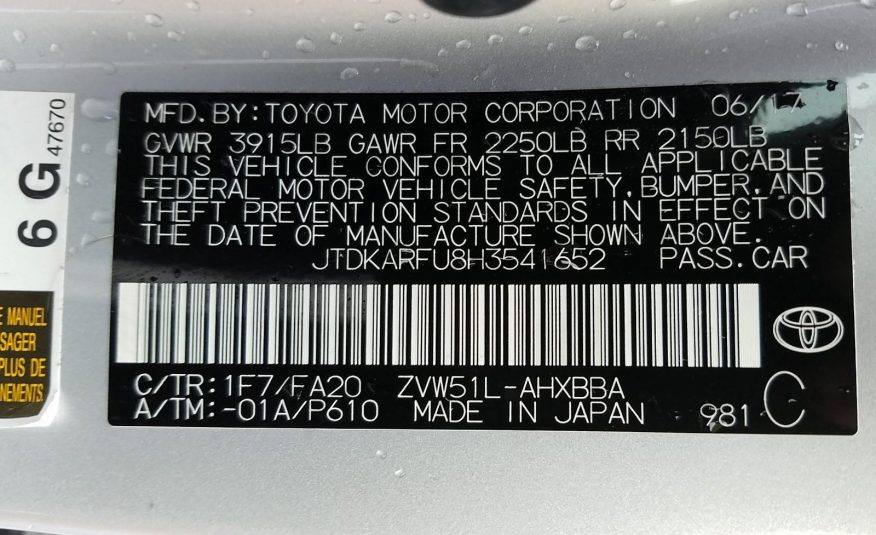 MFD.BY:TOYOTA MOTOR CORPORATION 06/17
GVWR 3915LB GAWR FR 2250LB RR 2150LB
THIS VEHICLE CONFORMS TO ALL APPLICABLE
FEDERAL MOTOR VEHICLE SAFETY,BUMPER,AND
THEFT PREVENTION STANDARDS IN EFFECT ON
THE DATE OF MANUFACTURE SHOWN ABOVE.
JTDKARFU8H3541652 PASS.CAR
C/TR:1F7/FA20 ZVW51L-AHXBBA
A/TM:-01A/P610 MADE IN JAPAN 981 C
6 G
47670
E MANUEL
SSAGER
PLUS DE
NEMENTS.